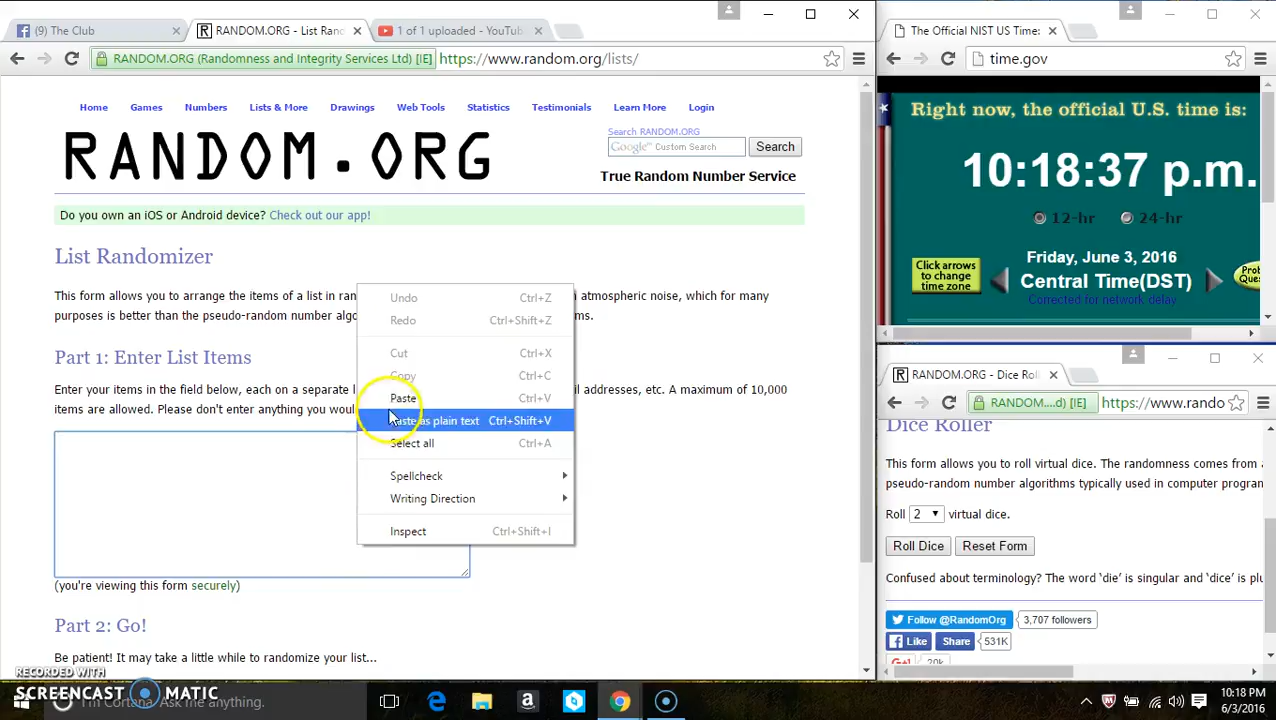 (9) The Club
RANDOM.ORG - List Ran
1 of 1 uploaded - YouTub
RANDOM.ORG (Randomness and Integrity Services Ltd) [IE]
https://www.random.org/lists/
Home Games Numbers Lists & More Drawings Web Tools Statistics Testimonials Learn More Login
RANDOM.ORG
Search RANDOM.ORG
Google™ Custom Search
Search
True Random Number Service
Do you own an iOS or Android device? Check out our app!
List Randomizer
This form allows you to arrange the items of a list in ran
atmospheric noise, which for many
purposes is better than the pseudo-random number algo
ms.
Part 1: Enter List Items
Enter your items in the field below, each on a separate l
il addresses, etc. A maximum of 10,000
items are allowed. Please don't enter anything you woul
Undo Ctrl+Z
Redo Ctrl+Shift+Z
Cut Ctrl+X
Copy Ctrl+C
Paste Ctrl+V
Paste as plain text Ctrl+Shift+V
Select all Ctrl+A
Spellcheck
Writing Direction
Inspect Ctrl+Shift+I
(you're viewing this form securely)
Part 2: Go!
Be patient! It may take a little while to randomize your list...
The Official NIST US Time:
time.gov
Right now, the official U.S. time is:
10:18:37 p.m.
12-hr 24-hr
Click arrows
to change
time zone
Friday, June 3, 2016
Central Time(DST)
Corrected for network delay
Prob
Que
RANDOM.ORG - Dice Roll
RANDOM....d) [IE]
https://www.rando
Dice Roller
This form allows you to roll virtual dice. The randomness comes from a
pseudo-random number algorithms typically used in computer program
Roll 2 virtual dice.
Roll Dice Reset Form
Confused about terminology? The word 'die' is singular and 'dice' is plu
Follow @RandomOrg 3,707 followers
Like Share 531K
20k
RECORDED WITH
SCREENCAST MATIC
I'm Cortana. Ask me anything.
10:18 PM
6/3/2016